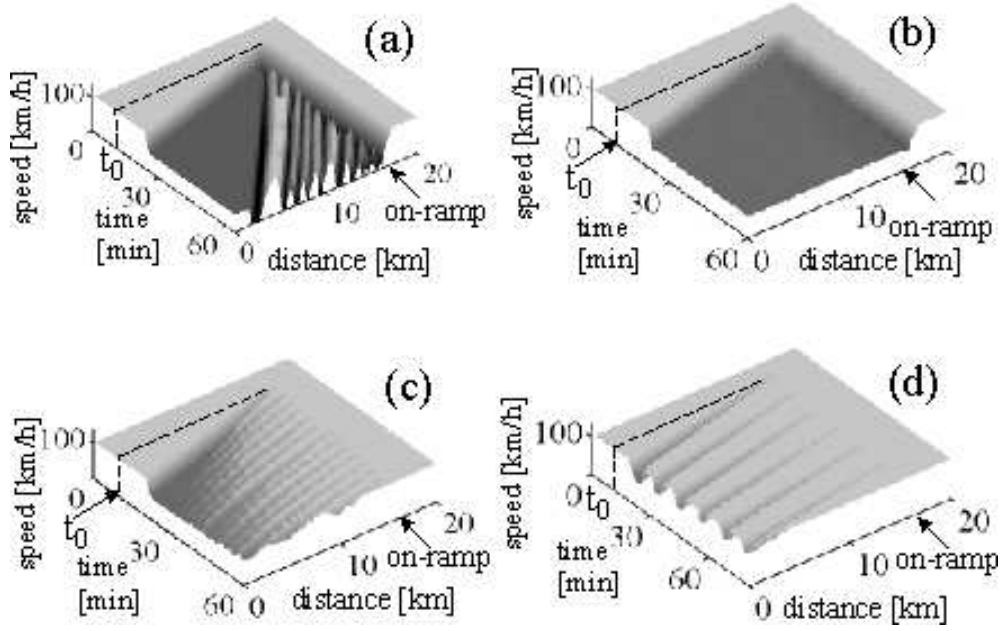 (a)
speed [km/h]
100
0
t0
30
60
time
[min]
0
10
20
on-ramp
distance [km]
(b)
speed [km/h]
100
0
t0
30
60
time
[min]
0
10
20
on-ramp
distance [km]
(c)
speed [km/h]
100
0
t0
30
60
time
[min]
0
10
20
on-ramp
distance [km]
(d)
speed [km/h]
100
0
t0
30
60
time
[min]
0
10
20
on-ramp
distance [km]